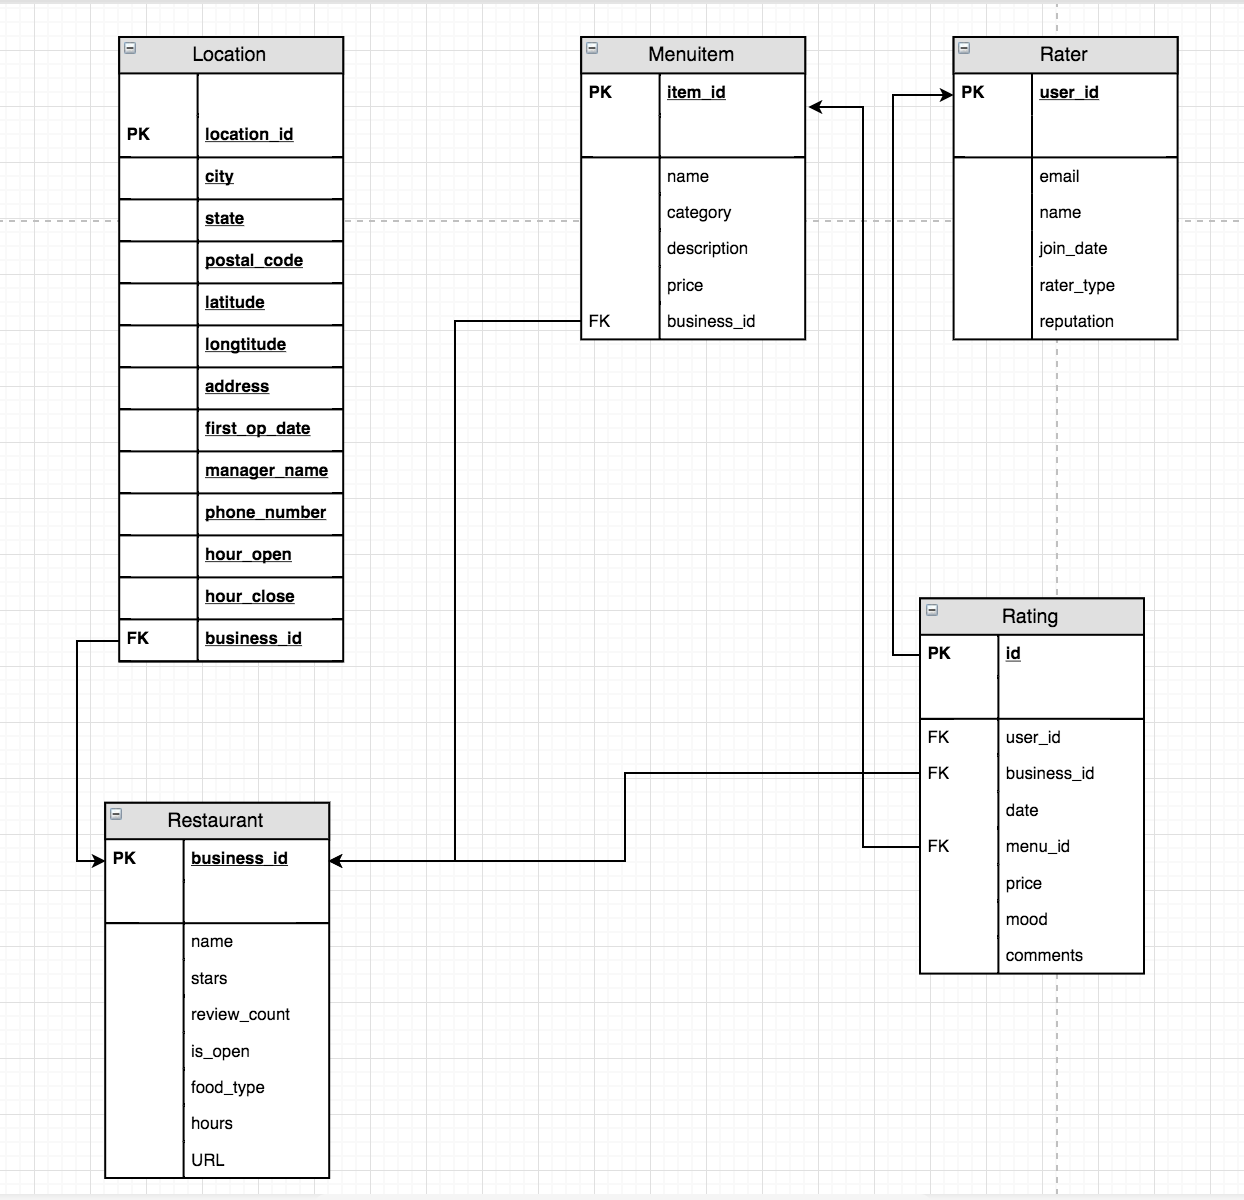 Location
PK location_id
city
state
postal_code
latitude
longtitude
address
first_op_date
manager_name
phone_number
hour_open
hour_close
FK business_id
Menuitem
PK item_id
name
category
description
price
FK business_id
Rater
PK user_id
email
name
join_date
rater_type
reputation
Rating
PK id
FK user_id
FK business_id
date
FK menu_id
price
mood
comments
Restaurant
PK business_id
name
stars
review_count
is_open
food_type
hours
URL